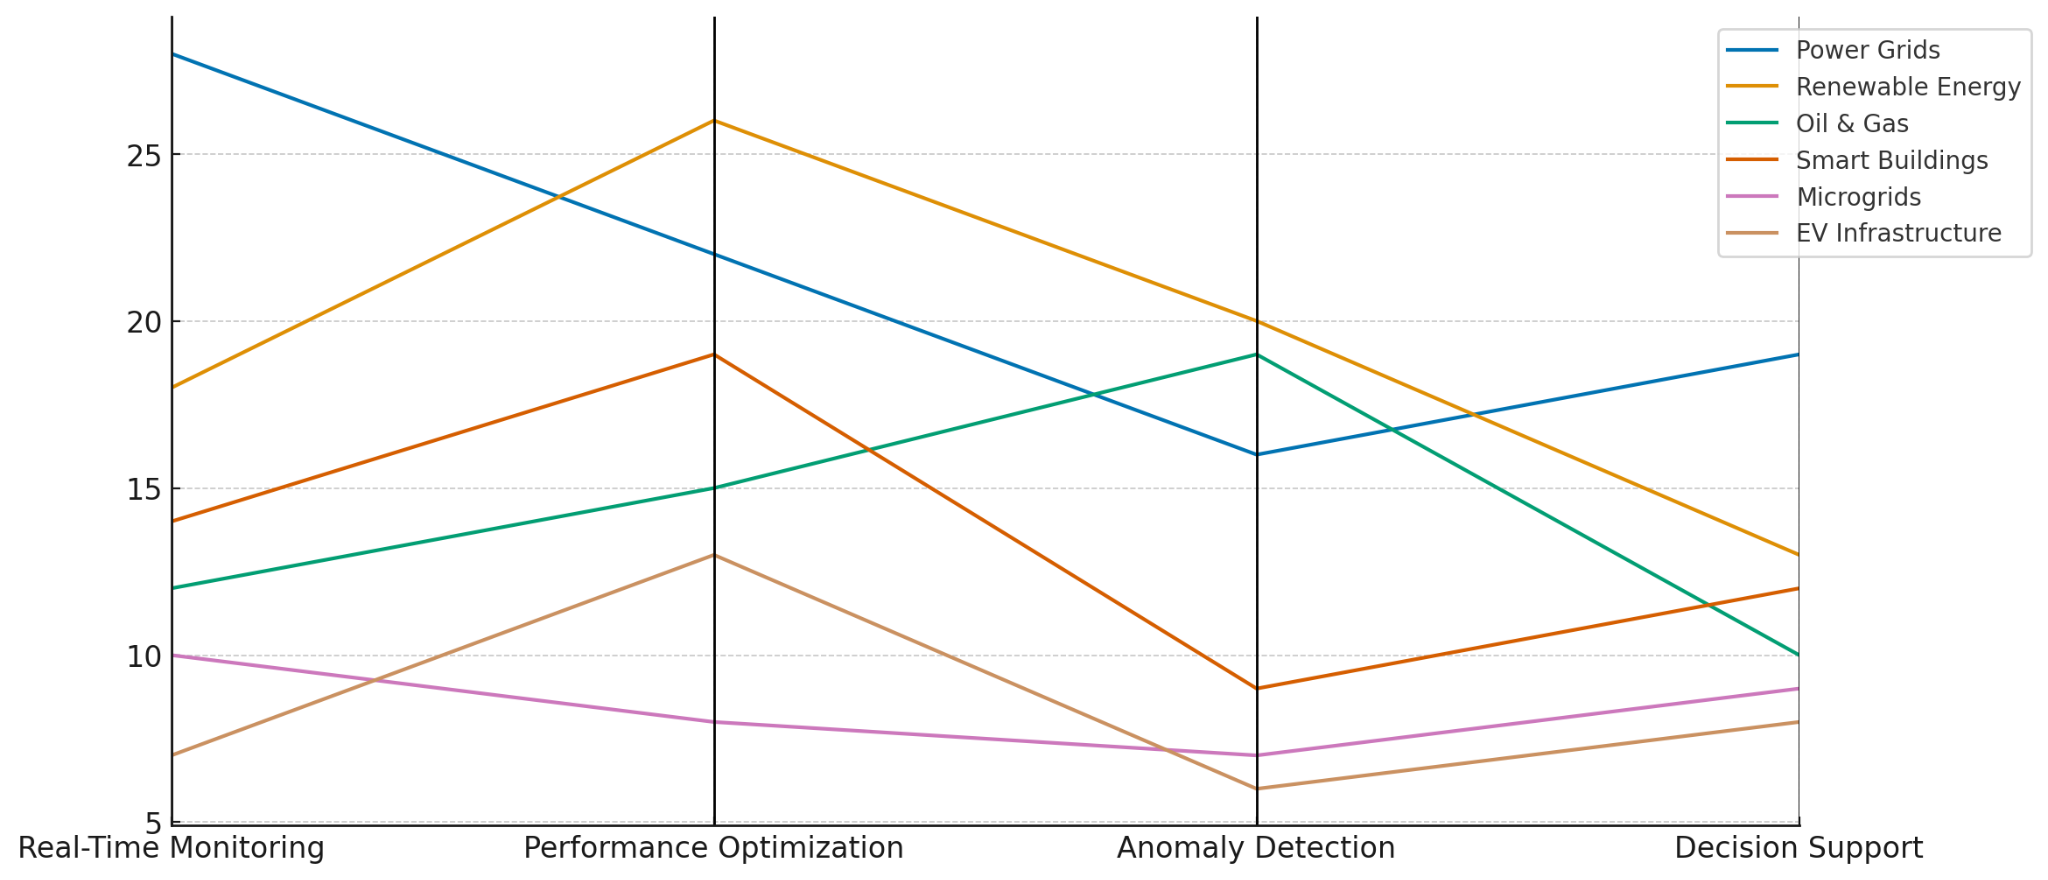 25
20
15
10
5
Real-Time Monitoring
Performance Optimization
Anomaly Detection
Decision Support
Power Grids
Renewable Energy
Oil & Gas
Smart Buildings
Microgrids
EV Infrastructure